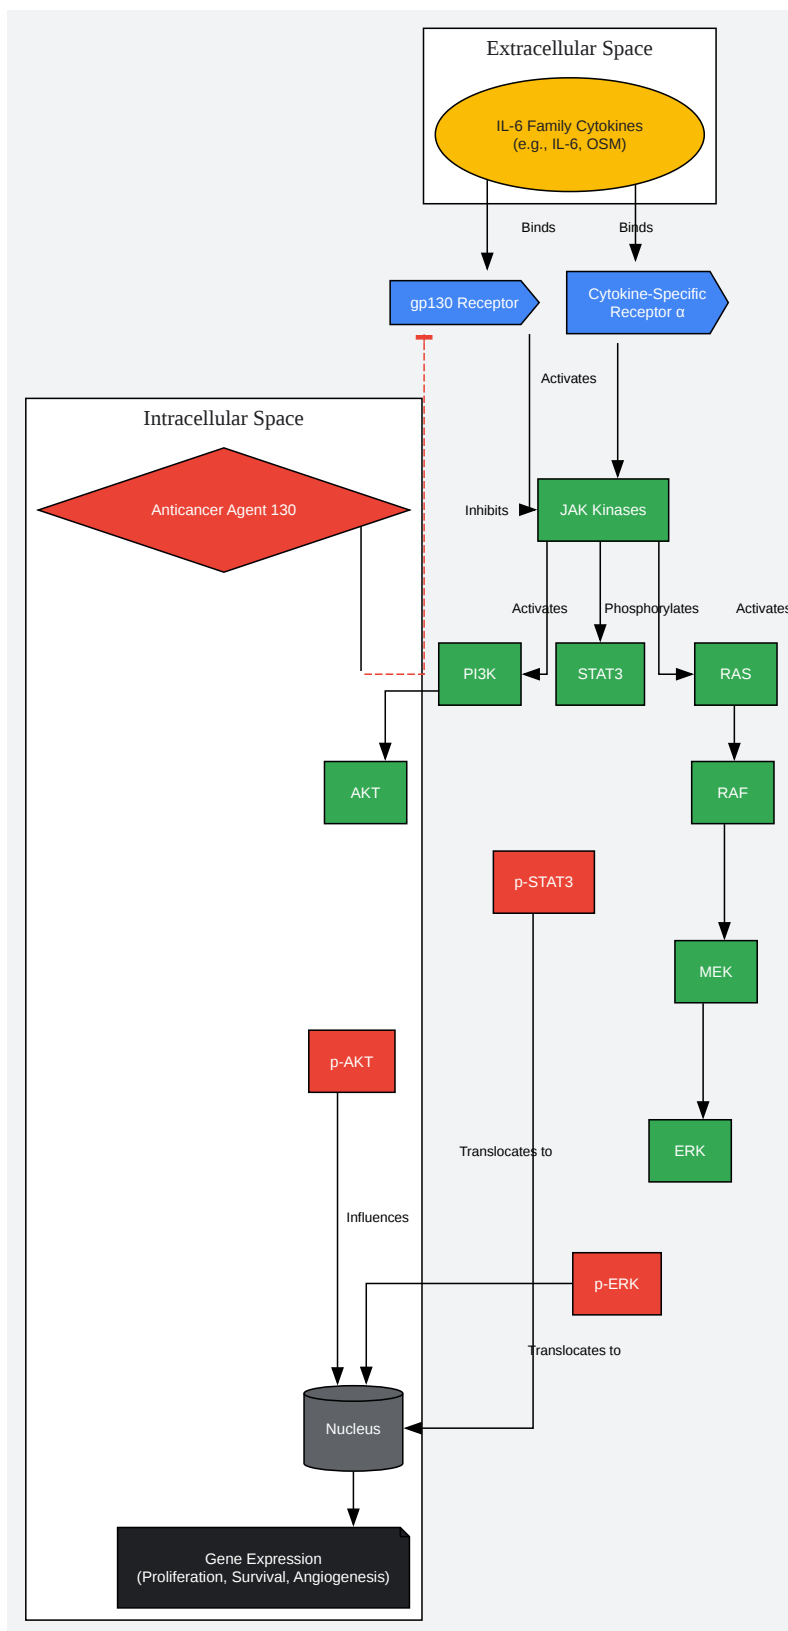 Extracellular Space
IL-6 Family Cytokines
(e.g., IL-6, OSM)
Binds
Binds
gp130 Receptor
Cytokine-Specific
Receptor α
Activates
Intracellular Space
Anticancer Agent 130
Inhibits
JAK Kinases
Activates
Phosphorylates
Activates
PI3K
STAT3
RAS
AKT
RAF
p-STAT3
MEK
p-AKT
Translocates to
ERK
Influences
p-ERK
Translocates to
Nucleus
Gene Expression
(Proliferation, Survival, Angiogenesis)